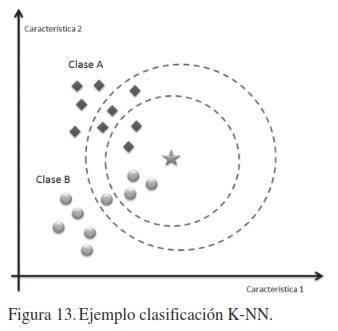 Característica 2
Clase A
Clase B
Característica 1
Figura 13. Ejemplo clasificación K-NN.